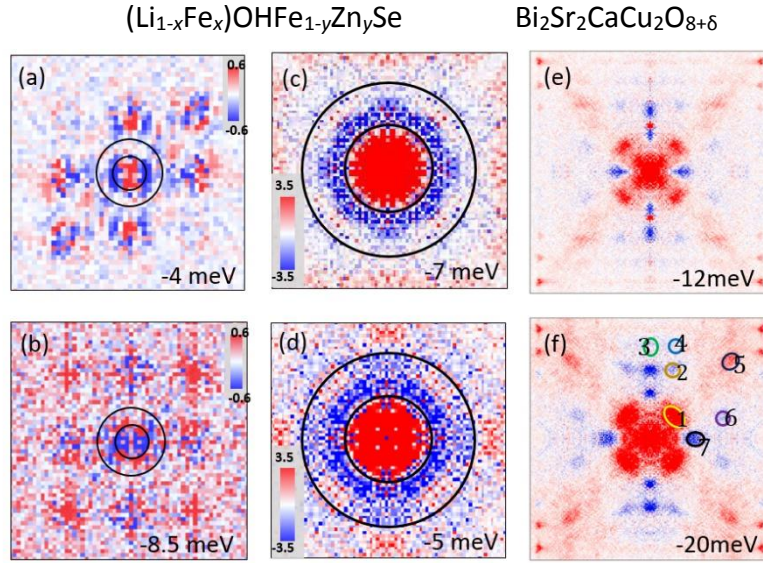 (Li₁₋ₓFeₓ)OHFe₁₋ᵧZnᵧSe Bi₂Sr₂CaCu₂O₈₊δ
(a) 0.6 -0.6 -4 meV
(c) 3.5 -3.5 -7 meV
(e) -12meV
(b) 0.6 -0.6 -8.5 meV
(d) 3.5 -3.5 -5 meV
(f) 3 4 2 5 1 6 7 -20meV